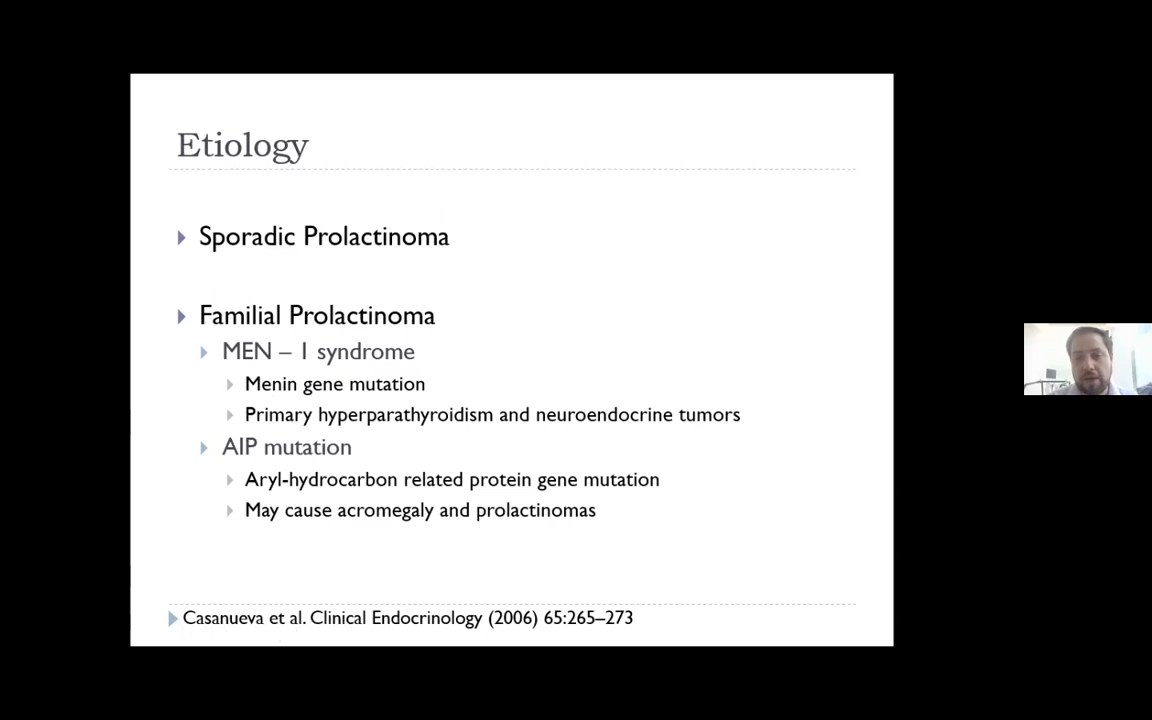 Etiology
Sporadic Prolactinoma
Familial Prolactinoma
MEN – 1 syndrome
Menin gene mutation
Primary hyperparathyroidism and neuroendocrine tumors
AIP mutation
Aryl-hydrocarbon related protein gene mutation
May cause acromegaly and prolactinomas
Casanueva et al. Clinical Endocrinology (2006) 65:265–273